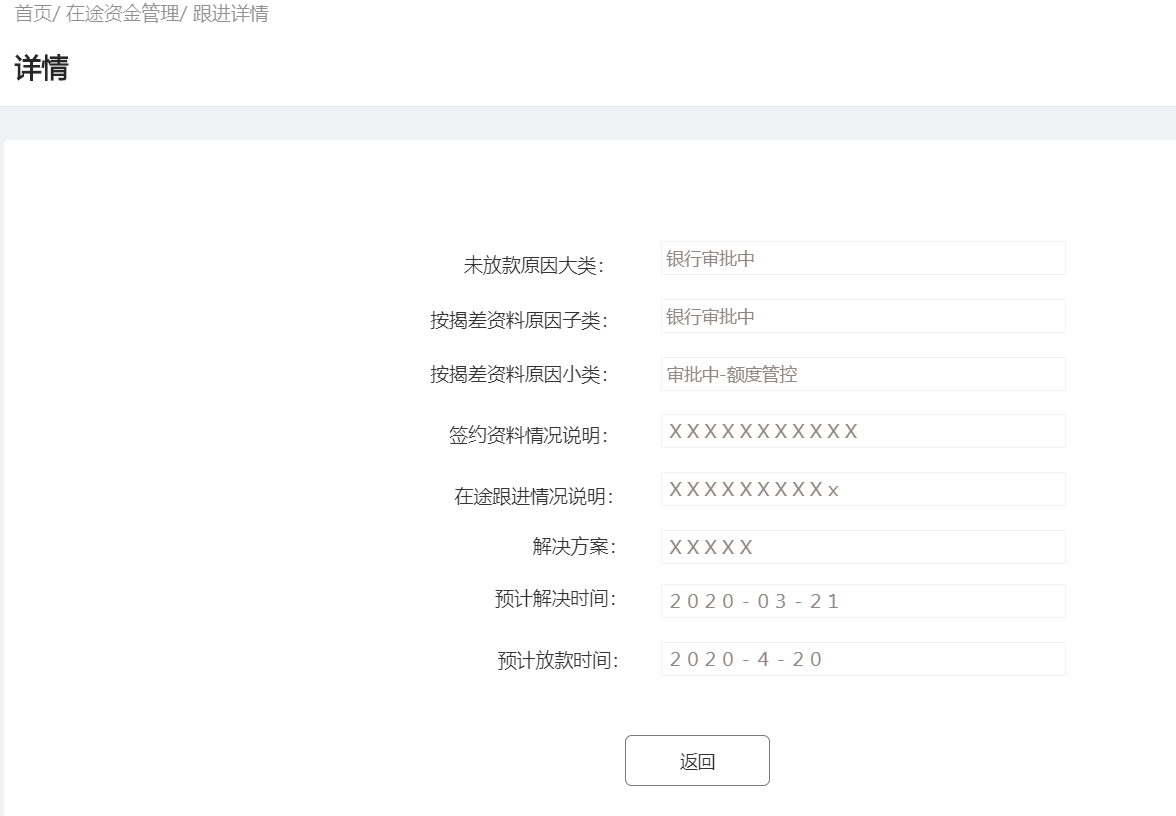 首页/ 在途资金管理/ 跟进详情
详情
未放款原因大类： 银行审批中
按揭差资料原因子类： 银行审批中
按揭差资料原因小类： 审批中-额度管控
签约资料情况说明： XXXXXXXXXXX
在途跟进情况说明： XXXXXXXXXx
解决方案： XXXXX
预计解决时间： 2020-03-21
预计放款时间： 2020-4-20
返回